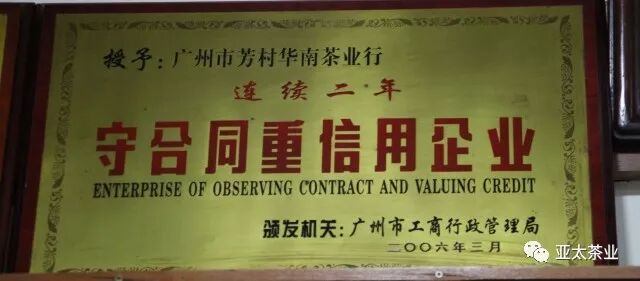 授予：广州市芳村华南茶业行
连续二年
守合同重信用企业
ENTERPRISE OF OBSERVING CONTRACT AND VALUING CREDIT
颁发机关：广州市工商行政管理局
二〇〇六年三月
亚太茶业